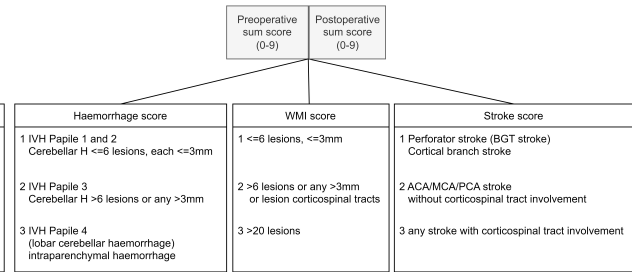 Preoperative
sum score
(0-9)
Postoperative
sum score
(0-9)
Haemorrhage score
1 IVH Papile 1 and 2
Cerebellar H <=6 lesions, each <=3mm
2 IVH Papile 3
Cerebellar H >6 lesions or any >3mm
3 IVH Papile 4
(lobar cerebellar haemorrhage)
intraparenchymal haemorrhage
WMI score
1 <=6 lesions, <=3mm
2 >6 lesions or any >3mm
or lesion corticospinal tracts
3 >20 lesions
Stroke score
1 Perforator stroke (BGT stroke)
Cortical branch stroke
2 ACA/MCA/PCA stroke
without corticospinal tract involvement
3 any stroke with corticospinal tract involvement